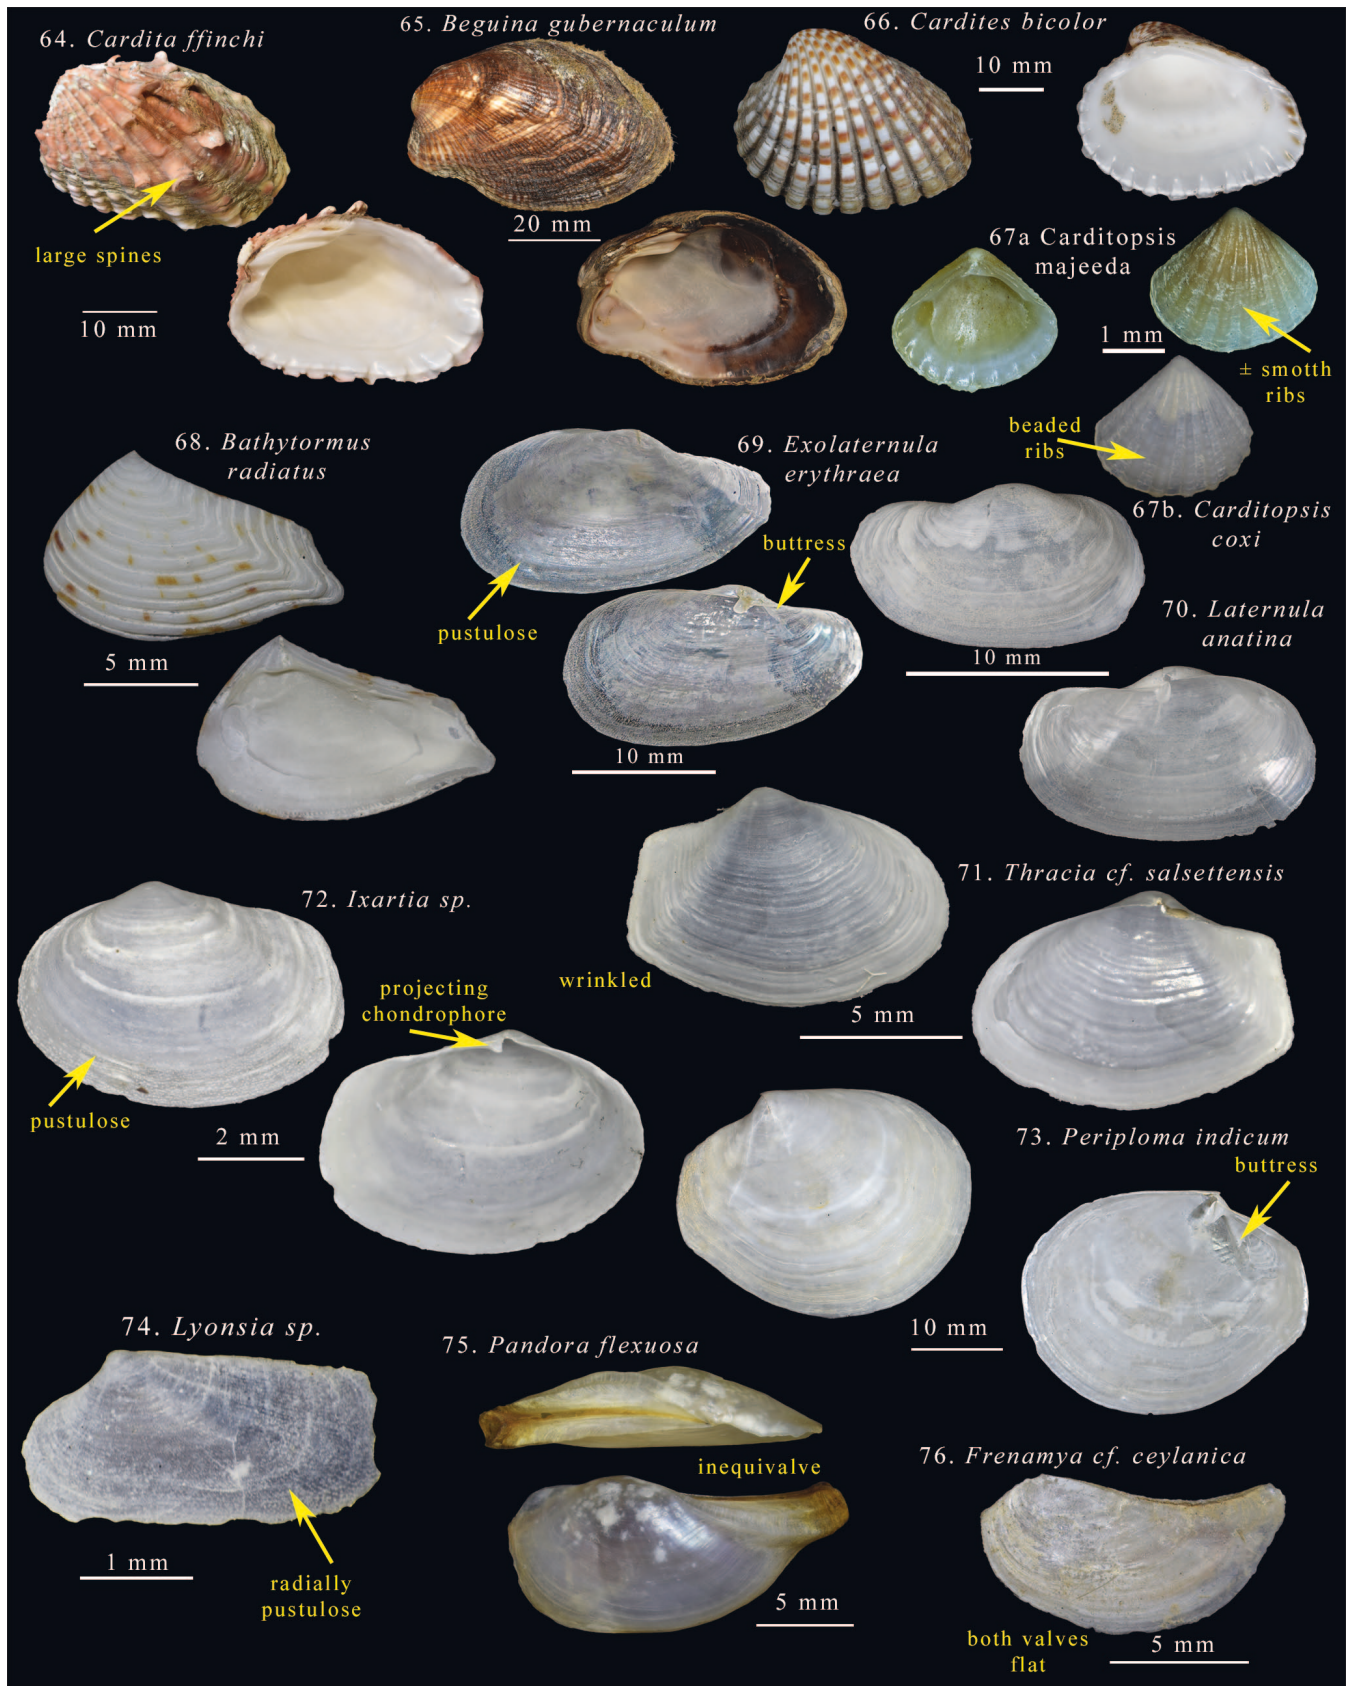 64. Cardita ffinchi
65. Beguina gubernaculum
66. Cardites bicolor
10 mm
large spines
10 mm
20 mm
67a Carditopsis
majeeda
1 mm
± smotth
ribs
beaded
ribs
67b. Carditopsis
coxi
68. Bathytormus
radiatus
5 mm
69. Exolaternula
erythraea
buttress
pustulose
10 mm
10 mm
70. Laternula
anatina
71. Thracia cf. salsettensis
wrinkled
5 mm
72. Ixartia sp.
projecting
chondrophore
pustulose
2 mm
73. Periploma indicum
buttress
10 mm
74. Lyonsia sp.
1 mm
radially
pustulose
75. Pandora flexuosa
inequivalve
5 mm
76. Frenamya cf. ceylanica
both valves
flat
5 mm